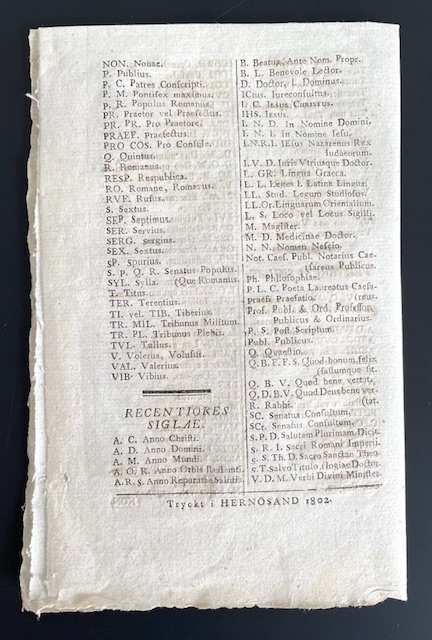 NON. Nonae.
P. Publius.
P. C. Patres Conscripti.
P. M. Pontifex maximus.
p. R. Populus Romanus.
PR. Praetor vel Praefectus.
PR. PR. Pro Praetore.
PRAEF. Praefectus.
PRO COS. Pro Consule.
Q. Quintus.
R. Romanus.
RESP. Respublica.
RO. Romane, Romavus.
RVF. Rufus.
S. Sextus.
SEP. Septimus.
SER. Servius.
SERG. Sergius.
SEX. Sextus.
SP. Spurius.
S. p. Q. R. Senatus Populus.
SYL. Sylla. (Que Romanus.
T. Titus.
TER. Terentius.
TI. vel. TIB. Tiberius.
TR. MIL. Tribunus Militum.
TR. PL. Tribunus Plebis.
TVL. Tullus.
V. Volerus, Volusus.
VAL. Valerius.
VIB. Vibius.
RECENTIORES
SIGLAE.
A. C. Anno Christi.
A. D. Anno Domini.
A. M. Anno Mundi.
A. O. R. Anno Orbis Redemti.
A. R. S. Anno Reparatae Salutis.
B. Beatus, Ante Nom. Propr.
B. L. Benevole Lector.
D. Doctor, l. Dominus.
ICtus. Iureconsultus.
I. C. Iesus Christus
IHS. Iesus.
I. N. D. In Nomine Domini.
I. N. I. In Nomine Iesu.
I.N.R.I. IEsus Nazarenus Rex
Iudaeorum.
I. V. D. Iuris Vtriusque Doctor.
L. GR. Lingua Graeca.
L. L. Leges l. Latina Lingua.
LL. Stud. Legum Studiosus.
LL.Or. Linguarum Orientalium.
L. S. Loco vel Locus Sigilli.
M. Magister.
M. D. Medicinae Doctor.
N. N. Nomen Nescio.
Not. Caes. Publ. Notarius Cae-
(sareus Publicus.
Ph. Philosophiae.
P. L. C. Poeta Laureatus Caesa-
Praef. Praefatio. (reus.
Prof. Publ. & Ord. Professor
Publicus & Ordinarius.
P. S. Post Scriptum.
Publ. Publicus.
Q. Quaestio.
Q. B. F. F. S. Quod bonum felix
(faustumque sit.
Q. B. V. Quod bene vertat,
Q. D. B. V. Quod Deus bene ver-
R. Rabbi. (tat.
SC. Senatus Consultum.
SCt. Senatus Consultum.
S. P. D. Salutem Plurimam Dicit.
s. R. I. Sacri Romani Imperii.
s. S. Th. D. Sacro Sanctae Theo-
s. T. Salvo Titulo (logiae Doctor.
V. D. M. Verbi Divini Minister.
Tryckt i HERNÖSAND 1802.